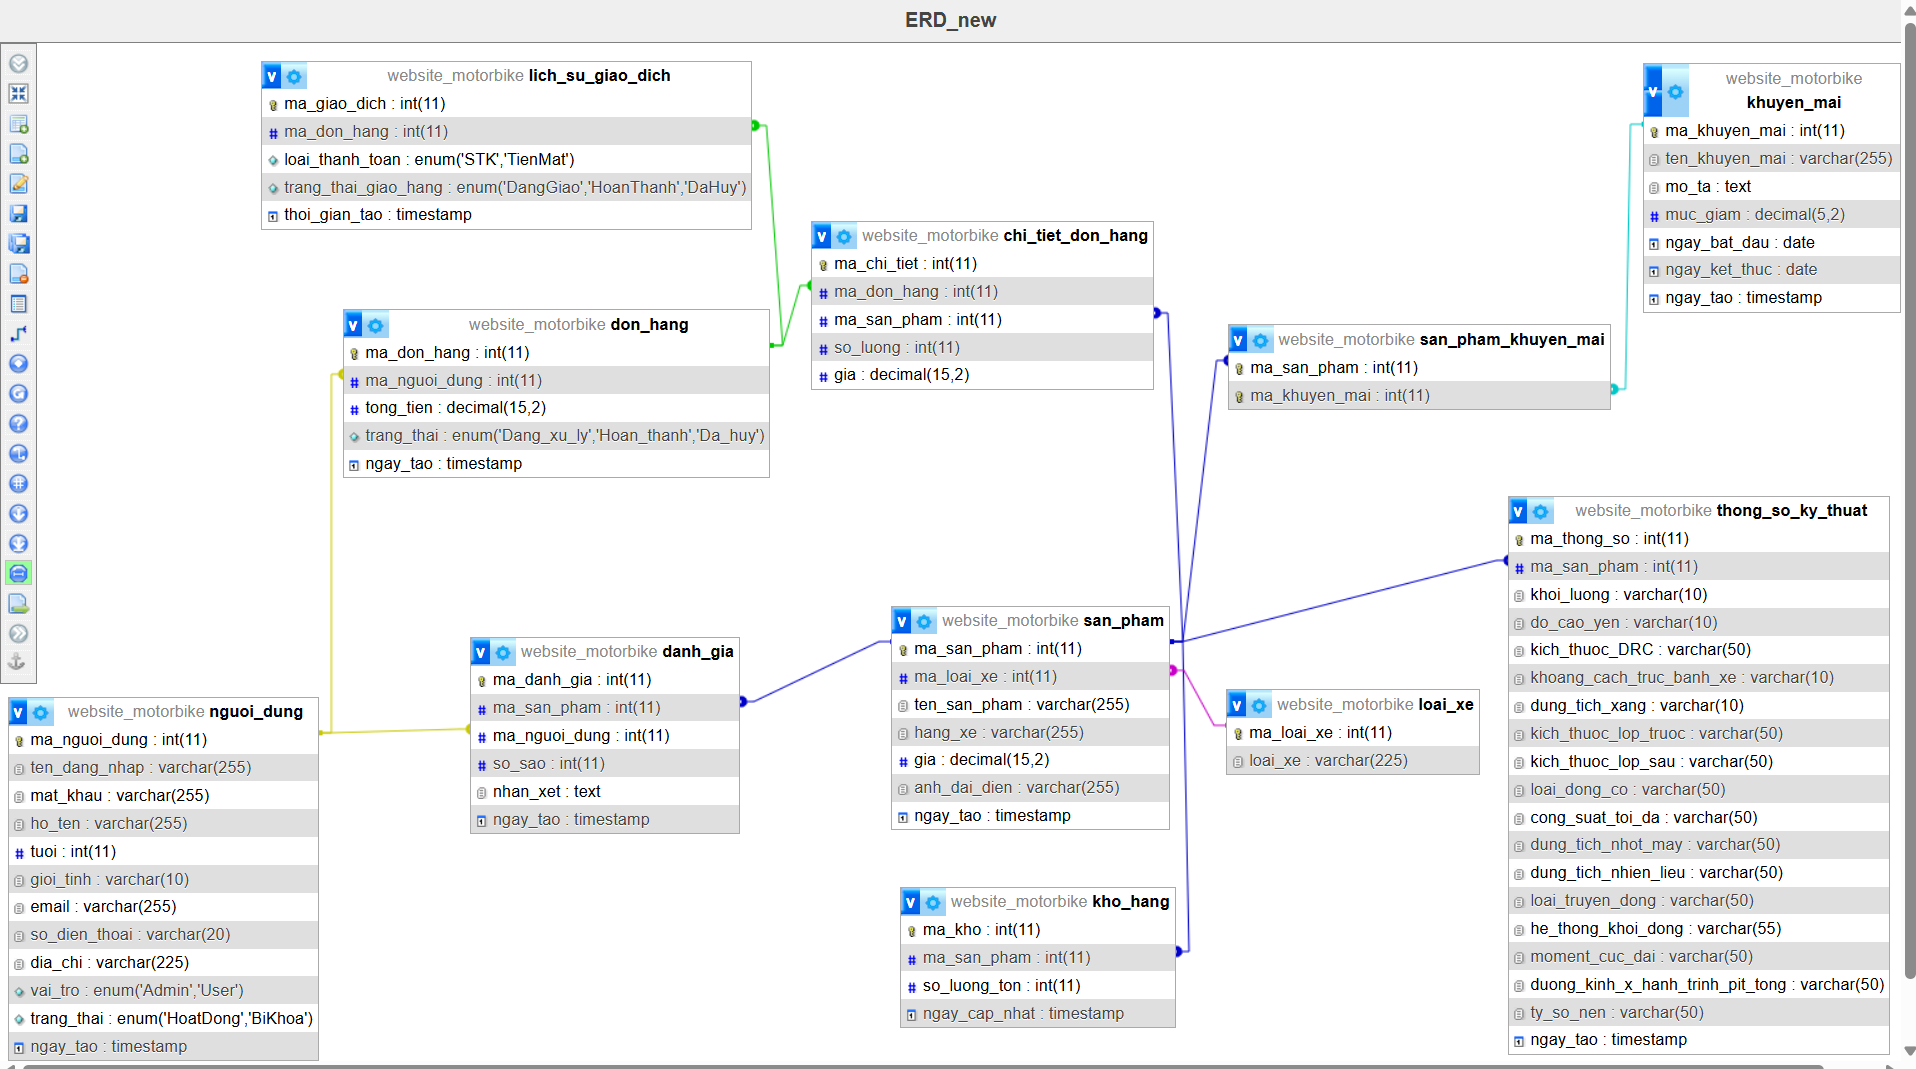 ERD_new
website_motorbike lich_su_giao_dich
ma_giao_dich : int(11)
ma_don_hang : int(11)
loai_thanh_toan : enum('STK','TienMat')
trang_thai_giao_hang : enum('DangGiao','HoanThanh','DaHuy')
thoi_gian_tao : timestamp
website_motorbike khuyen_mai
ma_khuyen_mai : int(11)
ten_khuyen_mai : varchar(255)
mo_ta : text
muc_giam : decimal(5,2)
ngay_bat_dau : date
ngay_ket_thuc : date
ngay_tao : timestamp
website_motorbike chi_tiet_don_hang
ma_chi_tiet : int(11)
ma_don_hang : int(11)
ma_san_pham : int(11)
so_luong : int(11)
gia : decimal(15,2)
website_motorbike don_hang
ma_don_hang : int(11)
ma_nguoi_dung : int(11)
tong_tien : decimal(15,2)
trang_thai : enum('Dang_xu_ly','Hoan_thanh','Da_huy')
ngay_tao : timestamp
website_motorbike san_pham_khuyen_mai
ma_san_pham : int(11)
ma_khuyen_mai : int(11)
website_motorbike thong_so_ky_thuat
ma_thong_so : int(11)
ma_san_pham : int(11)
khoi_luong : varchar(10)
do_cao_yen : varchar(10)
kich_thuoc_DRC : varchar(50)
khoang_cach_truc_banh_xe : varchar(10)
dung_tich_xang : varchar(10)
kich_thuoc_lop_truoc : varchar(50)
kich_thuoc_lop_sau : varchar(50)
loai_dong_co : varchar(50)
cong_suat_toi_da : varchar(50)
dung_tich_nhot_may : varchar(50)
dung_tich_nhien_lieu : varchar(50)
loai_truyen_dong : varchar(50)
he_thong_khoi_dong : varchar(55)
moment_cuc_dai : varchar(50)
duong_kinh_x_hanh_trinh_pit_tong : varchar(50)
ty_so_nen : varchar(50)
ngay_tao : timestamp
website_motorbike san_pham
ma_san_pham : int(11)
ma_loai_xe : int(11)
ten_san_pham : varchar(255)
hang_xe : varchar(255)
gia : decimal(15,2)
anh_dai_dien : varchar(255)
ngay_tao : timestamp
website_motorbike danh_gia
ma_danh_gia : int(11)
ma_san_pham : int(11)
ma_nguoi_dung : int(11)
so_sao : int(11)
nhan_xet : text
ngay_tao : timestamp
website_motorbike loai_xe
ma_loai_xe : int(11)
loai_xe : varchar(225)
website_motorbike nguoi_dung
ma_nguoi_dung : int(11)
ten_dang_nhap : varchar(255)
mat_khau : varchar(255)
ho_ten : varchar(255)
tuoi : int(11)
gioi_tinh : varchar(10)
email : varchar(255)
so_dien_thoai : varchar(20)
dia_chi : varchar(225)
vai_tro : enum('Admin','User')
trang_thai : enum('HoatDong','BiKhoa')
ngay_tao : timestamp
website_motorbike kho_hang
ma_kho : int(11)
ma_san_pham : int(11)
so_luong_ton : int(11)
ngay_cap_nhat : timestamp